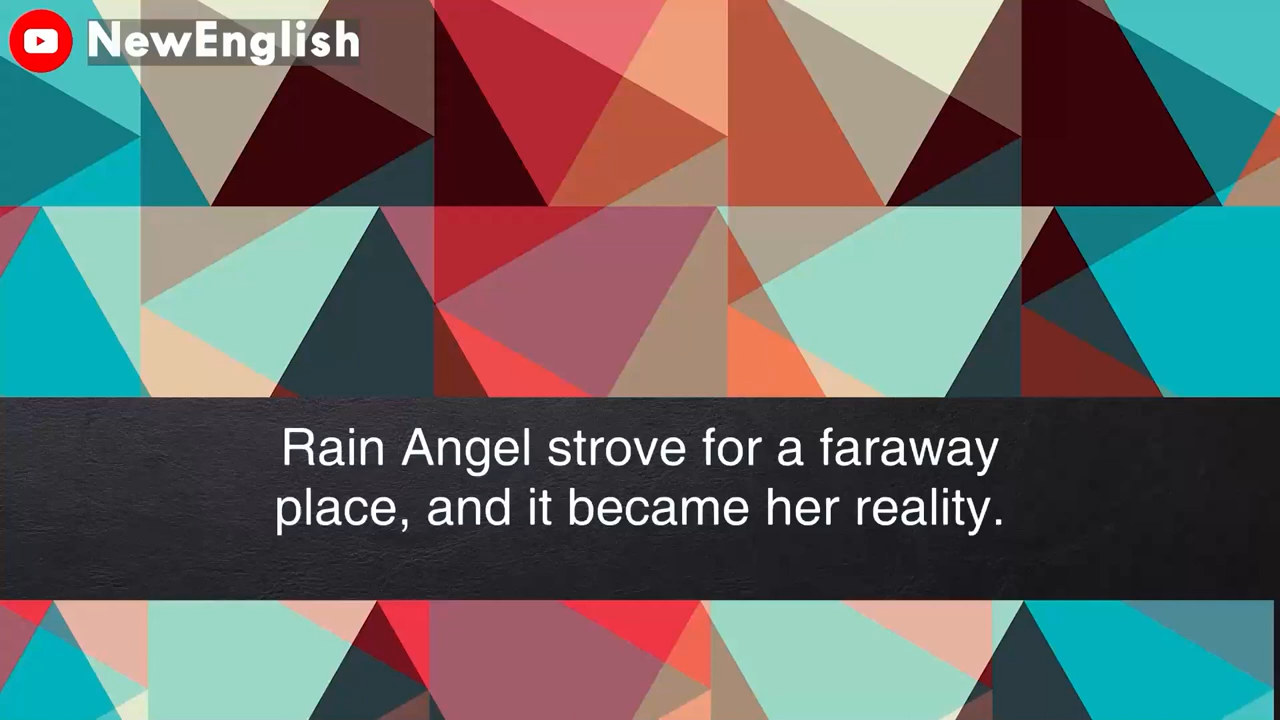 NewEnglish
Rain Angel strove for a faraway
place, and it became her reality.